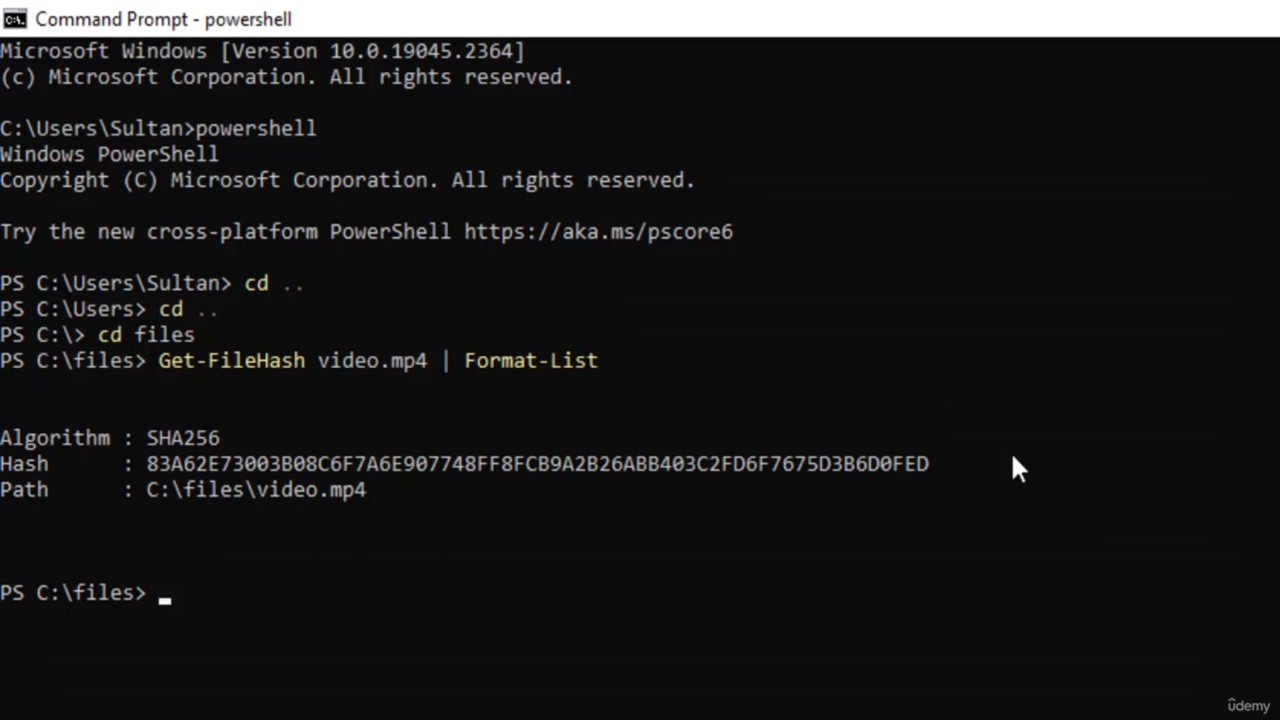 Command Prompt - powershell
Microsoft Windows [Version 10.0.19045.2364]
(c) Microsoft Corporation. All rights reserved.
C:\Users\Sultan>powershell
Windows PowerShell
Copyright (C) Microsoft Corporation. All rights reserved.
Try the new cross-platform PowerShell https://aka.ms/pscore6
PS C:\Users\Sultan> cd ..
PS C:\Users> cd ..
PS C:\> cd files
PS C:\files> Get-FileHash video.mp4 | Format-List
Algorithm : SHA256
Hash : 83A62E73003B08C6F7A6E907748FF8FCB9A2B26ABB403C2FD6F7675D3B6D0FED
Path : C:\files\video.mp4
PS C:\files>
ûdemy